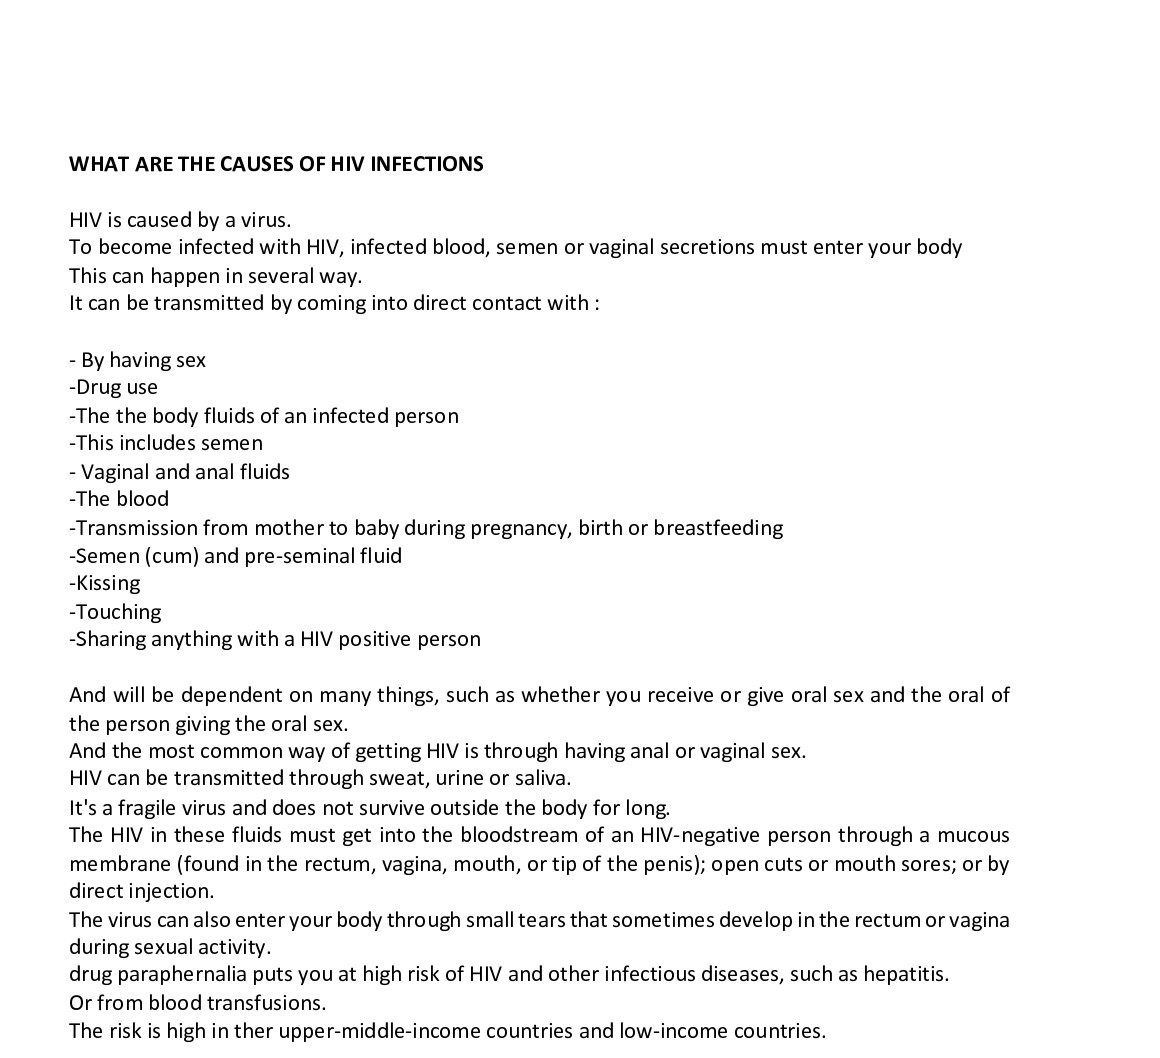 WHAT ARE THE CAUSES OF HIV INFECTIONS
HIV is caused by a virus.
To become infected with HIV, infected blood, semen or vaginal secretions must enter your body
This can happen in several way.
It can be transmitted by coming into direct contact with :
- By having sex
-Drug use
-The the body fluids of an infected person
-This includes semen
- Vaginal and anal fluids
-The blood
-Transmission from mother to baby during pregnancy, birth or breastfeeding
-Semen (cum) and pre-seminal fluid
-Kissing
-Touching
-Sharing anything with a HIV positive person
And will be dependent on many things, such as whether you receive or give oral sex and the oral of
the person giving the oral sex.
And the most common way of getting HIV is through having anal or vaginal sex.
HIV can be transmitted through sweat, urine or saliva.
It's a fragile virus and does not survive outside the body for long.
The HIV in these fluids must get into the bloodstream of an HIV-negative person through a mucous
membrane (found in the rectum, vagina, mouth, or tip of the penis); open cuts or mouth sores; or by
direct injection.
The virus can also enter your body through small tears that sometimes develop in the rectum or vagina
during sexual activity.
drug paraphernalia puts you at high risk of HIV and other infectious diseases, such as hepatitis.
Or from blood transfusions.
The risk is high in ther upper-middle-income countries and low-income countries.